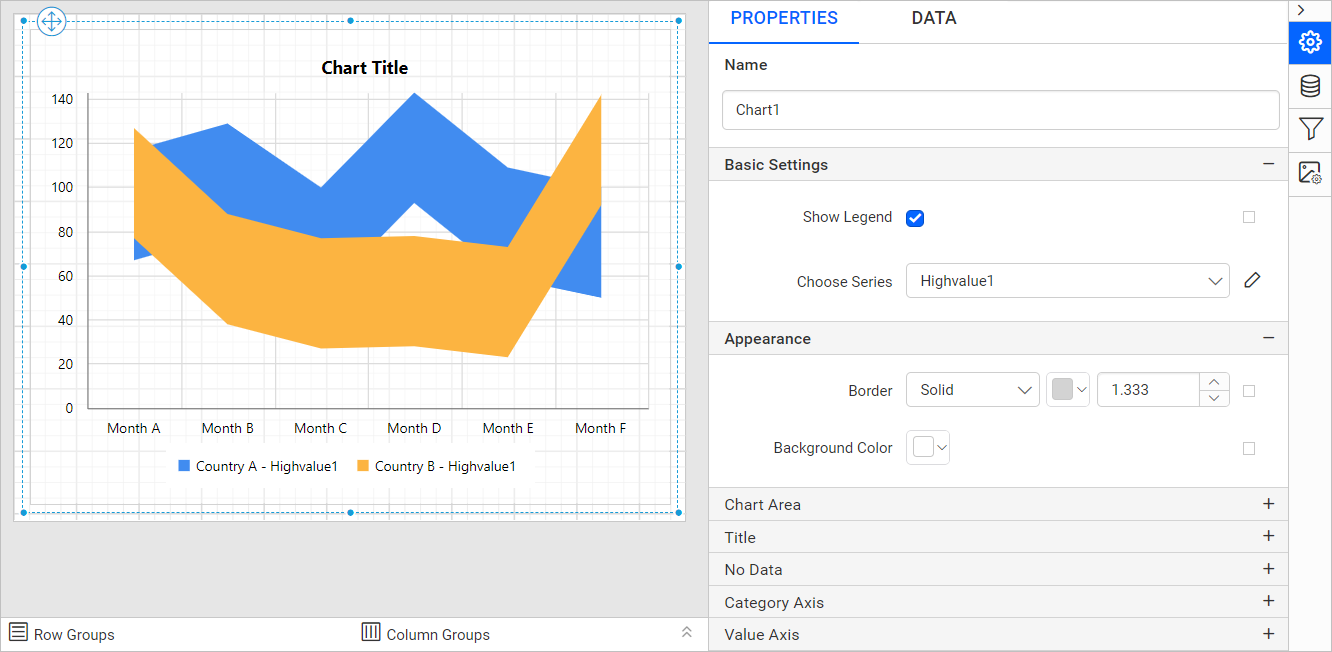 Chart Title
140
120
100
80
60
40
20
0
Month A Month B Month C Month D Month E Month F
Country A - Highvalue1 Country B - Highvalue1
Row Groups Column Groups
PROPERTIES DATA
Name
Chart1
Basic Settings
Show Legend
Choose Series Highvalue1
Appearance
Border Solid 1.333
Background Color
Chart Area
Title
No Data
Category Axis
Value Axis